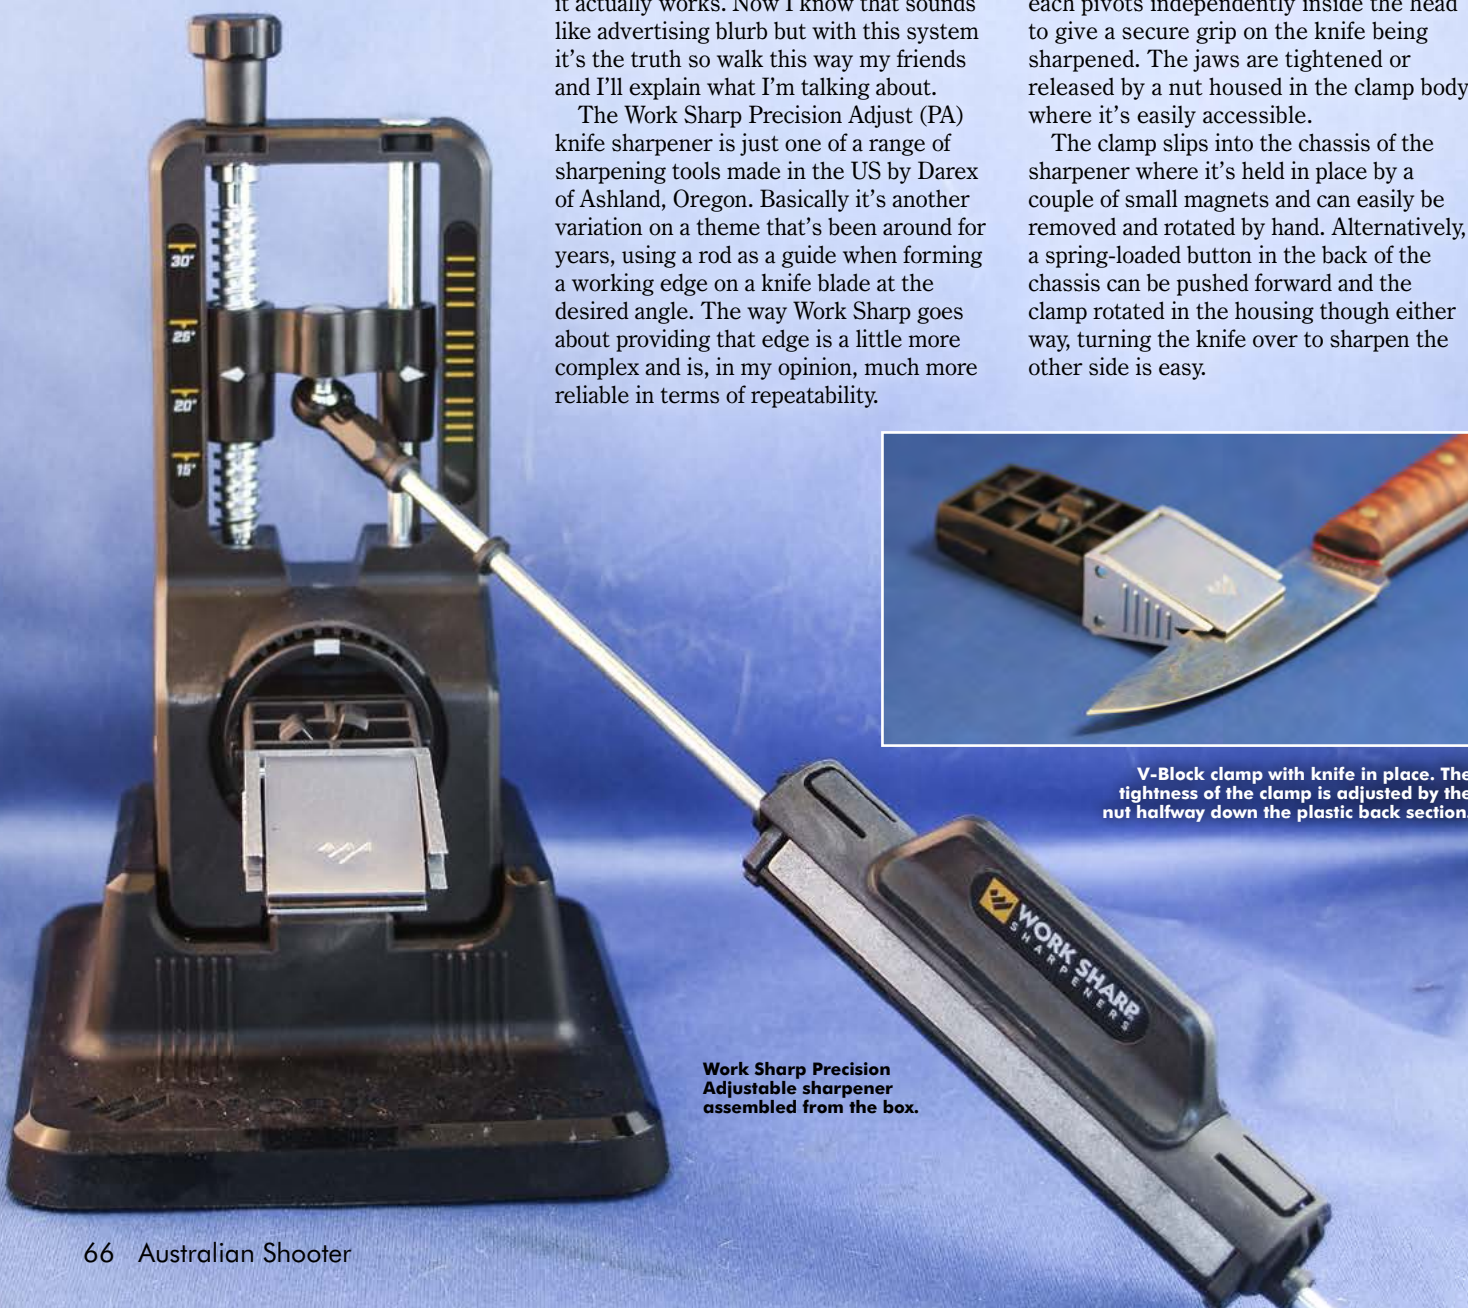 it actually works. Now I know that sounds
like advertising blurb but with this system
it's the truth so walk this way my friends
and I'll explain what I'm talking about.
The Work Sharp Precision Adjust (PA)
knife sharpener is just one of a range of
sharpening tools made in the US by Darex
of Ashland, Oregon. Basically it's another
variation on a theme that's been around for
years, using a rod as a guide when forming
a working edge on a knife blade at the
desired angle. The way Work Sharp goes
about providing that edge is a little more
complex and is, in my opinion, much more
reliable in terms of repeatability.
each pivots independently inside the head
to give a secure grip on the knife being
sharpened. The jaws are tightened or
released by a nut housed in the clamp body
where it's easily accessible.
The clamp slips into the chassis of the
sharpener where it's held in place by a
couple of small magnets and can easily be
removed and rotated by hand. Alternatively,
a spring-loaded button in the back of the
chassis can be pushed forward and the
clamp rotated in the housing though either
way, turning the knife over to sharpen the
other side is easy.
30°
25°
20°
15°
V-Block clamp with knife in place. The
tightness of the clamp is adjusted by the
nut halfway down the plastic back section.
WORK SHARP
SHARPENERS
Work Sharp Precision
Adjustable sharpener
assembled from the box.
WORK SHARP
66 Australian Shooter